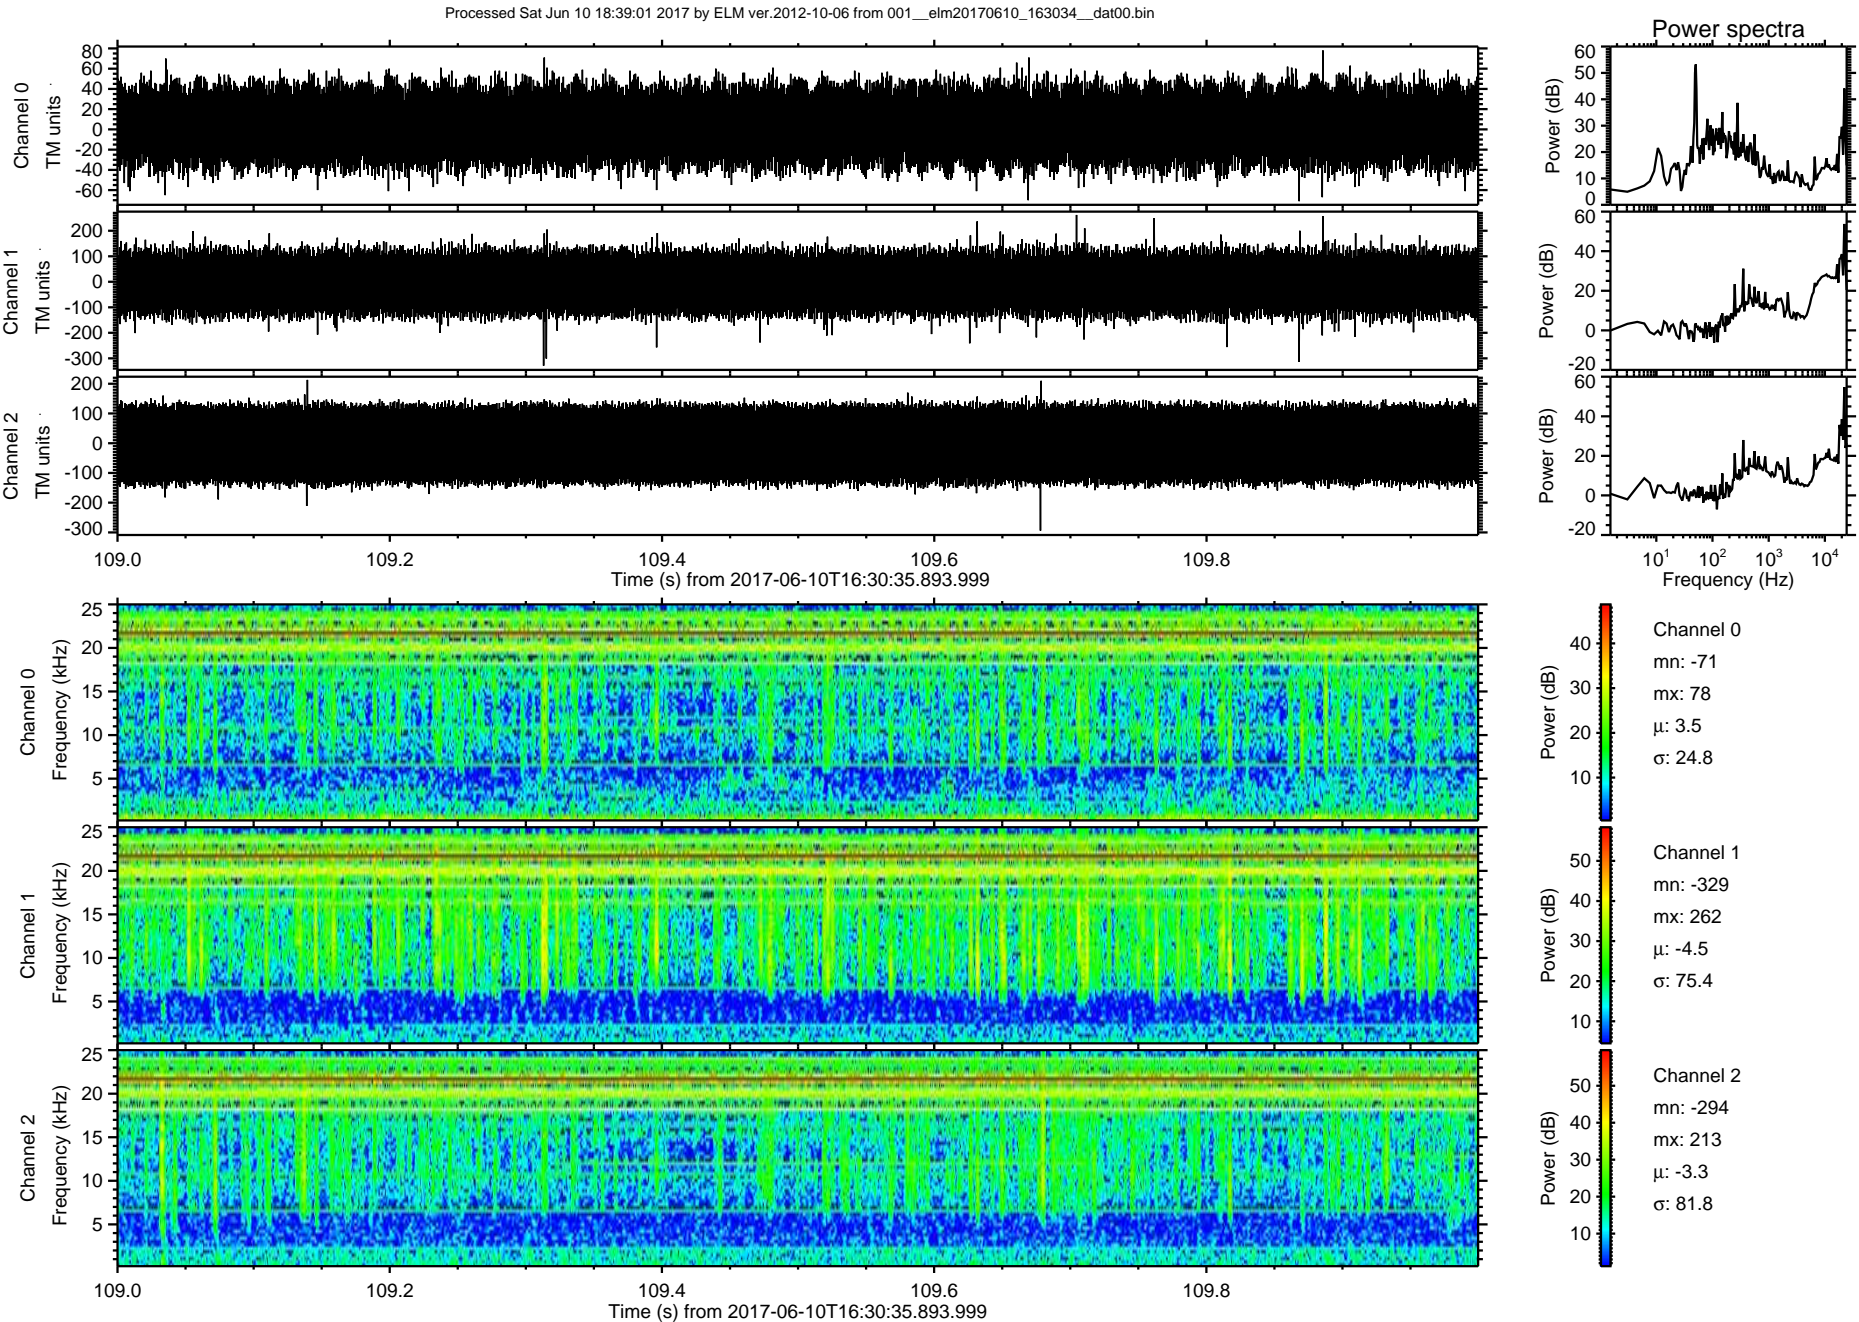 Processed Sat Jun 10 18:39:01 2017 by ELM ver.2012-10-06 from 001__elm20170610_163034__dat00.bin
Power spectra
Channel 0
TM units
80
60
40
20
0
-20
-40
-60
Power (dB)
60
50
40
30
20
10
0
Channel 1
TM units
200
100
0
-100
-200
-300
Power (dB)
60
40
20
0
-20
Channel 2
TM units
200
100
0
-100
-200
-300
Power (dB)
60
40
20
0
-20
109.0 109.2 109.4 109.6 109.8
Time (s) from 2017-06-10T16:30:35.893.999
10^1 10^2 10^3 10^4
Frequency (Hz)
Channel 0
Frequency (kHz)
25
20
15
10
5
Power (dB)
40
30
20
10
Channel 0
mn: -71
mx: 78
μ: 3.5
σ: 24.8
Channel 1
Frequency (kHz)
25
20
15
10
5
Power (dB)
50
40
30
20
10
Channel 1
mn: -329
mx: 262
μ: -4.5
σ: 75.4
Channel 2
Frequency (kHz)
25
20
15
10
5
Power (dB)
50
40
30
20
10
Channel 2
mn: -294
mx: 213
μ: -3.3
σ: 81.8
109.0 109.2 109.4 109.6 109.8
Time (s) from 2017-06-10T16:30:35.893.999